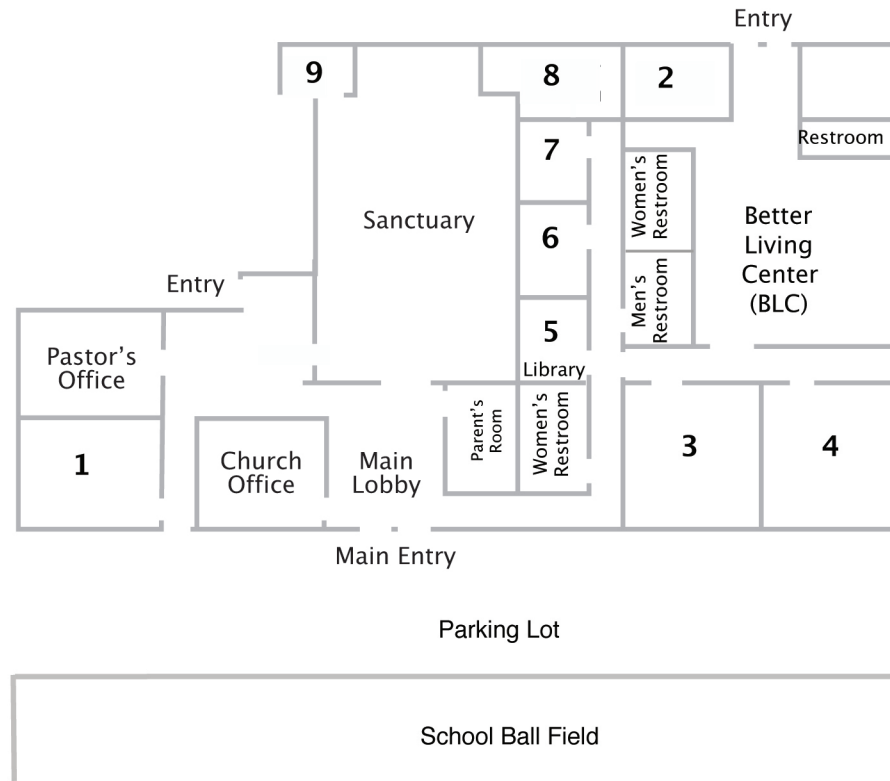 Entry
9
8
2
7
Restroom
Women's
Restroom
Sanctuary
6
Better
Living
Center
(BLC)
Entry
Men's
Restroom
5
Library
Pastor's
Office
Parent's
Room
Women's
Restroom
3
4
1
Church
Office
Main
Lobby
Main Entry
Parking Lot
School Ball Field